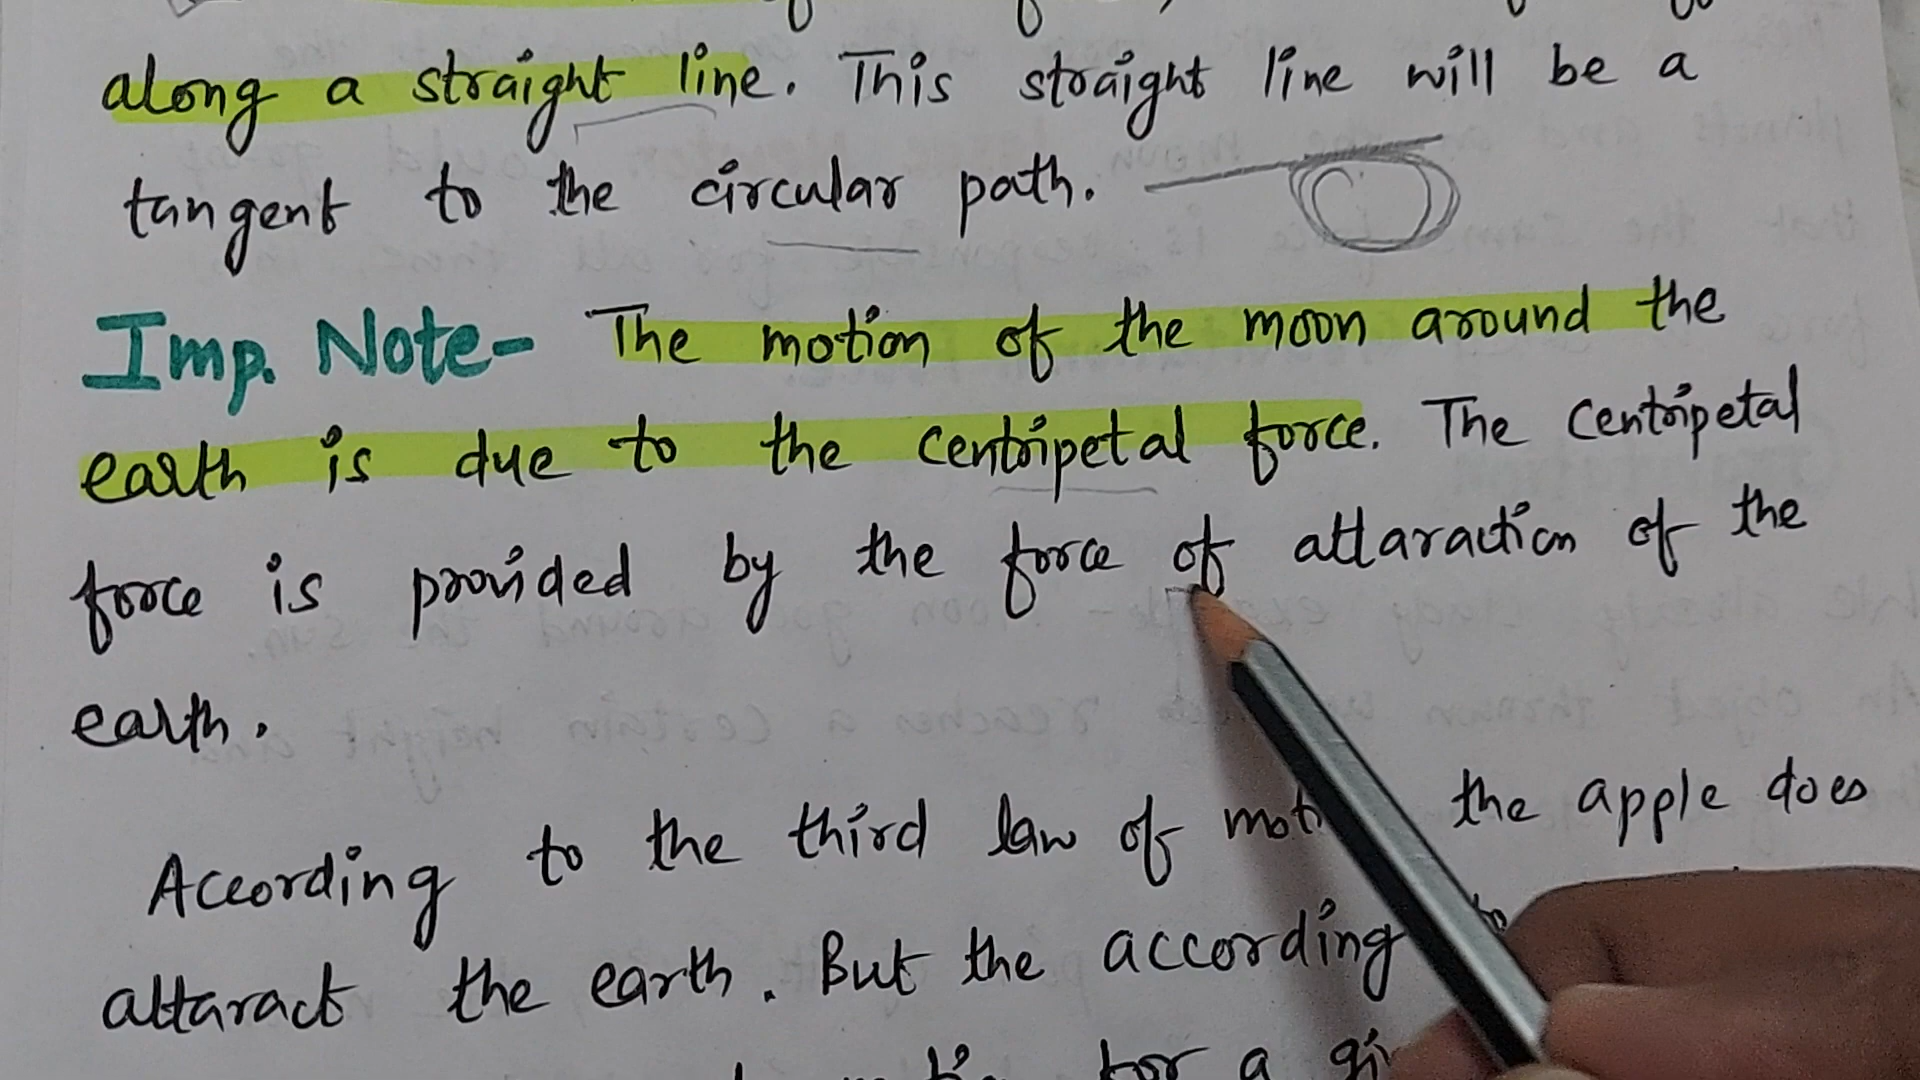 along a straight line. This straight line will be a
tangent to the circular path.
Imp. Note- The motion of the moon around the
earth is due to the centripetal force. The centripetal
force is provided by the force of attaraction of the
earth.
According to the third law of the apple does
attaract the earth. But the according to
for a